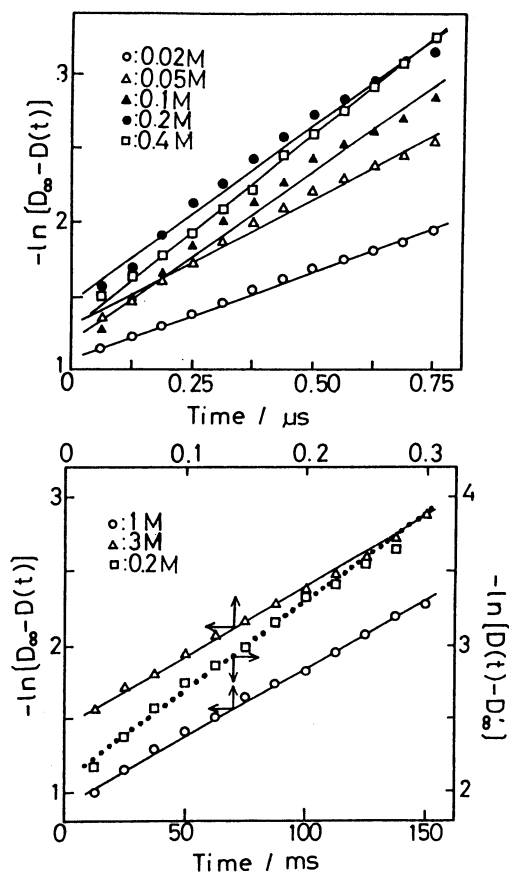 3
2
1
-ln[D∞-D(t)]
○:0.02M
△:0.05M
▲:0.1M
●:0.2M
□:0.4M
0 0.25 0.50 0.75
Time / μs
0 0.1 0.2 0.3
3
2
1
-ln[D∞-D(t)]
○:1M
△:3M
□:0.2M
4
3
2
-ln[D(t)-D'∞]
0 50 100 150
Time / ms